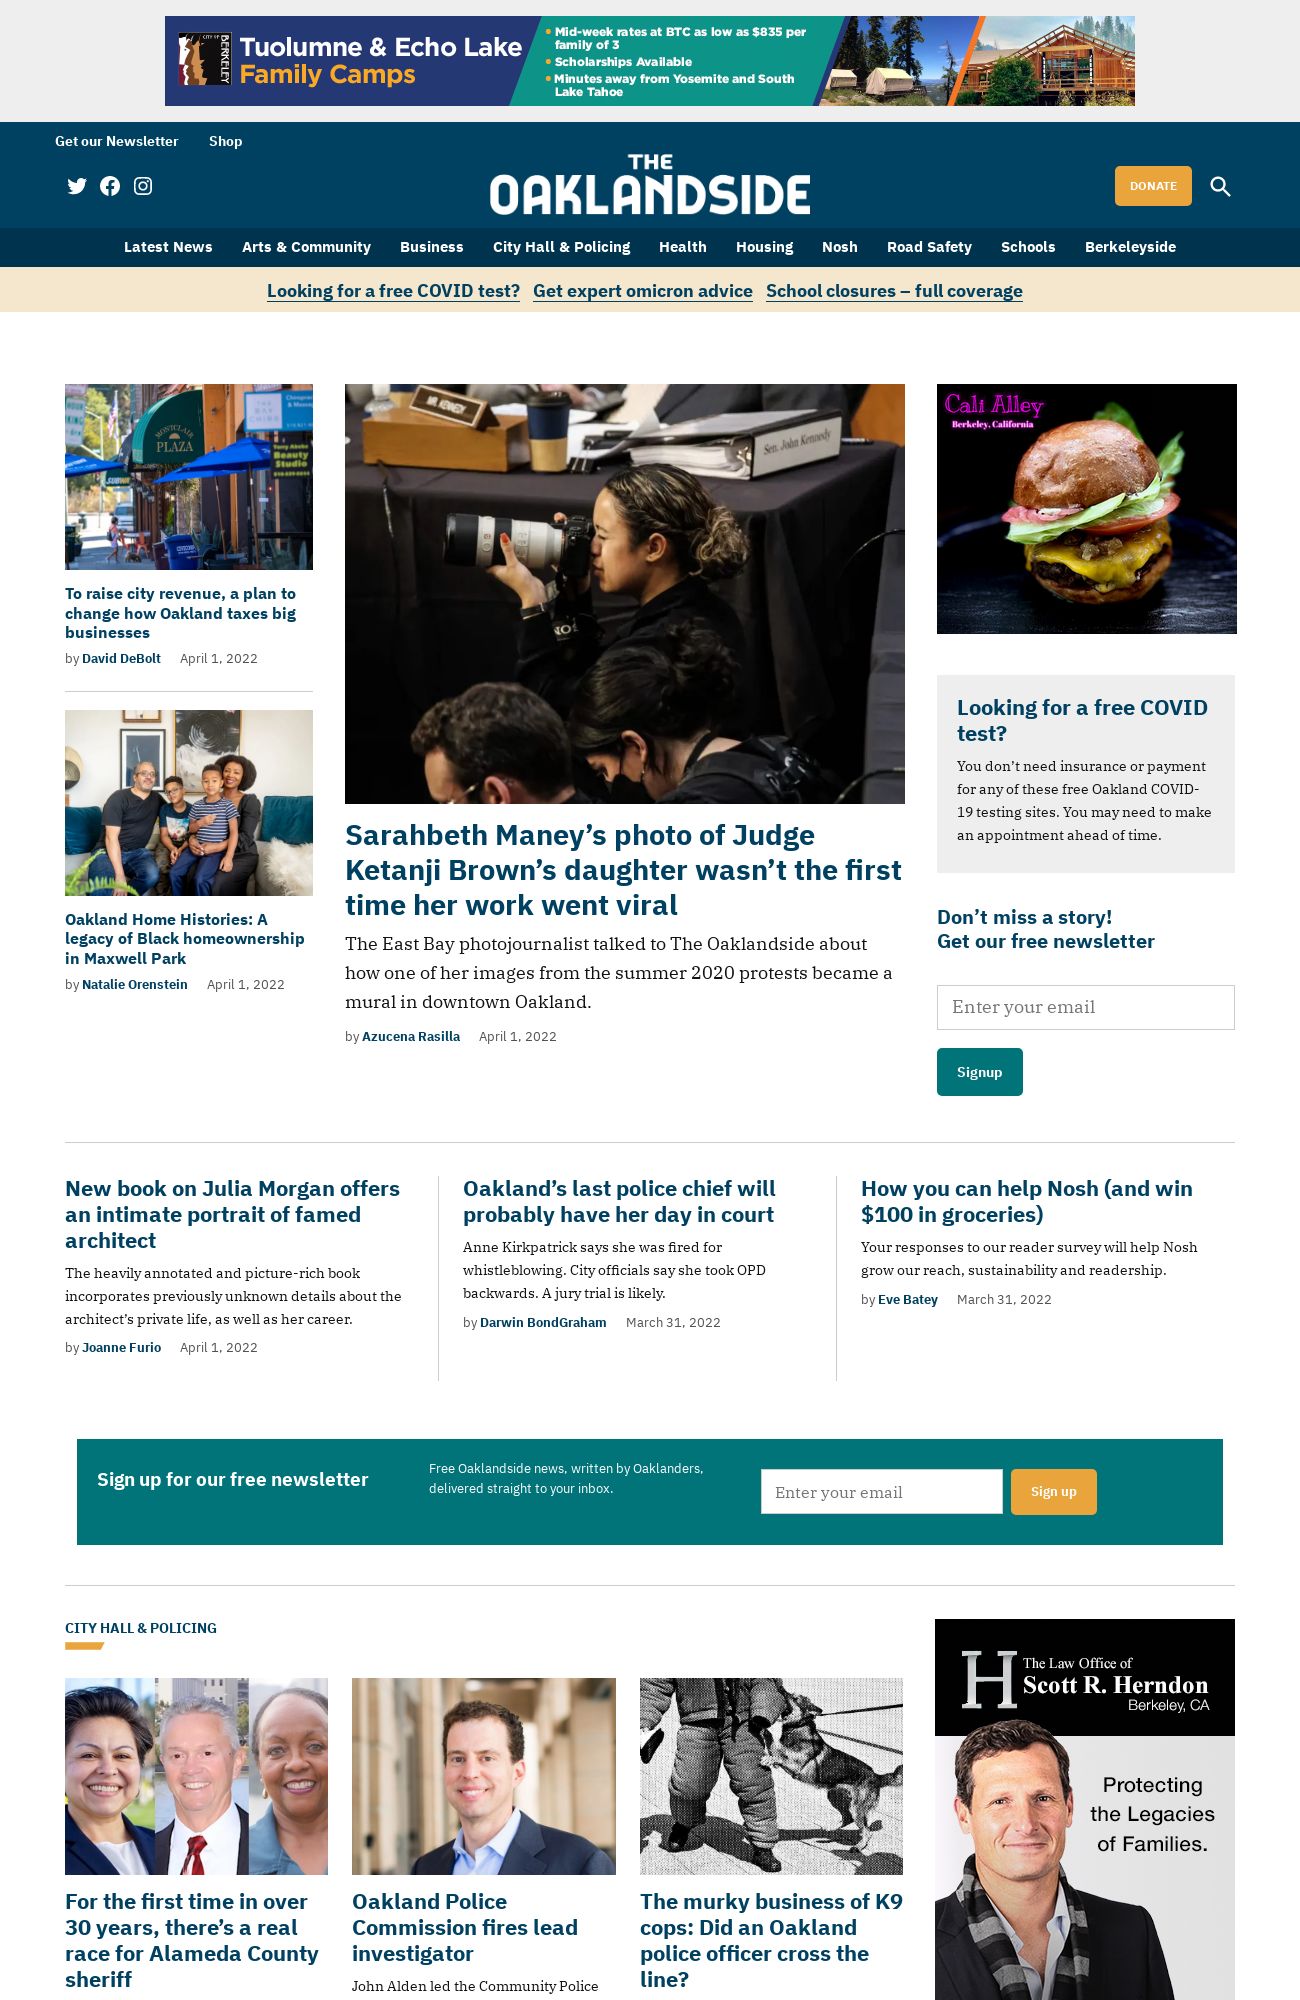 CITY OF
BERKELEY
Tuolumne & Echo Lake
Family Camps
• Mid-week rates at BTC as low as $835 per
family of 3
• Scholarships Available
• Minutes away from Yosemite and South
Lake Tahoe
Get our Newsletter Shop
THE
OAKLANDSIDE
DONATE
Latest News Arts & Community Business City Hall & Policing Health Housing Nosh Road Safety Schools Berkeleyside
Looking for a free COVID test? Get expert omicron advice School closures – full coverage
MONTCLAIR
PLAZA
THE BAY
CHING
Chiropractic
& Massage
Terry Abebe
Beauty
Studio
SUBWAY
To raise city revenue, a plan to
change how Oakland taxes big
businesses
by David DeBolt April 1, 2022
Oakland Home Histories: A
legacy of Black homeownership
in Maxwell Park
by Natalie Orenstein April 1, 2022
MR. KENNEDY
Sen. John Kennedy
Sarahbeth Maney’s photo of Judge
Ketanji Brown’s daughter wasn’t the first
time her work went viral
The East Bay photojournalist talked to The Oaklandside about
how one of her images from the summer 2020 protests became a
mural in downtown Oakland.
by Azucena Rasilla April 1, 2022
Cali Alley
Berkeley, California
Looking for a free COVID
test?
You don’t need insurance or payment
for any of these free Oakland COVID-
19 testing sites. You may need to make
an appointment ahead of time.
Don’t miss a story!
Get our free newsletter
Enter your email
Signup
New book on Julia Morgan offers
an intimate portrait of famed
architect
The heavily annotated and picture-rich book
incorporates previously unknown details about the
architect’s private life, as well as her career.
by Joanne Furio April 1, 2022
Oakland’s last police chief will
probably have her day in court
Anne Kirkpatrick says she was fired for
whistleblowing. City officials say she took OPD
backwards. A jury trial is likely.
by Darwin BondGraham March 31, 2022
How you can help Nosh (and win
$100 in groceries)
Your responses to our reader survey will help Nosh
grow our reach, sustainability and readership.
by Eve Batey March 31, 2022
Sign up for our free newsletter
Free Oaklandside news, written by Oaklanders,
delivered straight to your inbox.
Enter your email
Sign up
CITY HALL & POLICING
For the first time in over
30 years, there’s a real
race for Alameda County
sheriff
Oakland Police
Commission fires lead
investigator
John Alden led the Community Police
The murky business of K9
cops: Did an Oakland
police officer cross the
line?
H
The Law Office of
Scott R. Herndon
Berkeley, CA
Protecting
the Legacies
of Families.